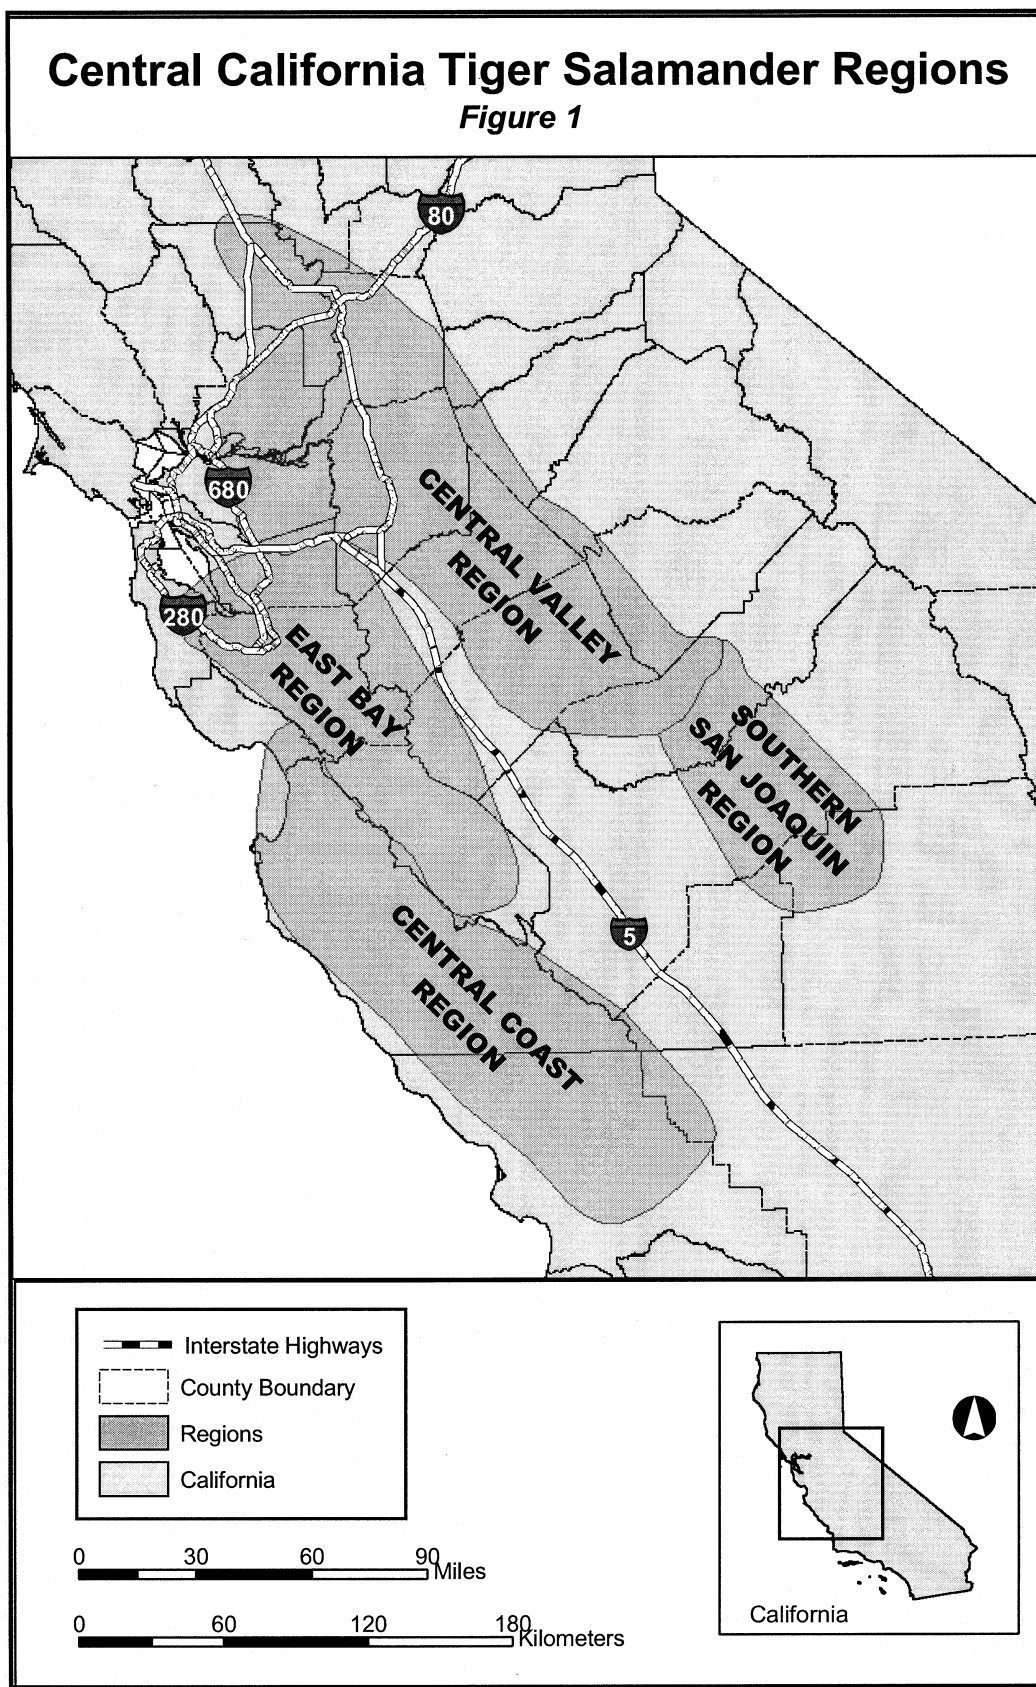 Central California Tiger Salamander Regions
Figure 1
80
680
CENTRAL VALLEY
REGION
280
EAST BAY
REGION
SOUTHERN
SAN JOAQUIN
REGION
CENTRAL COAST
REGION
5
Interstate Highways
County Boundary
Regions
California
0 30 60 90
Miles
0 60 120 180
Kilometers
California